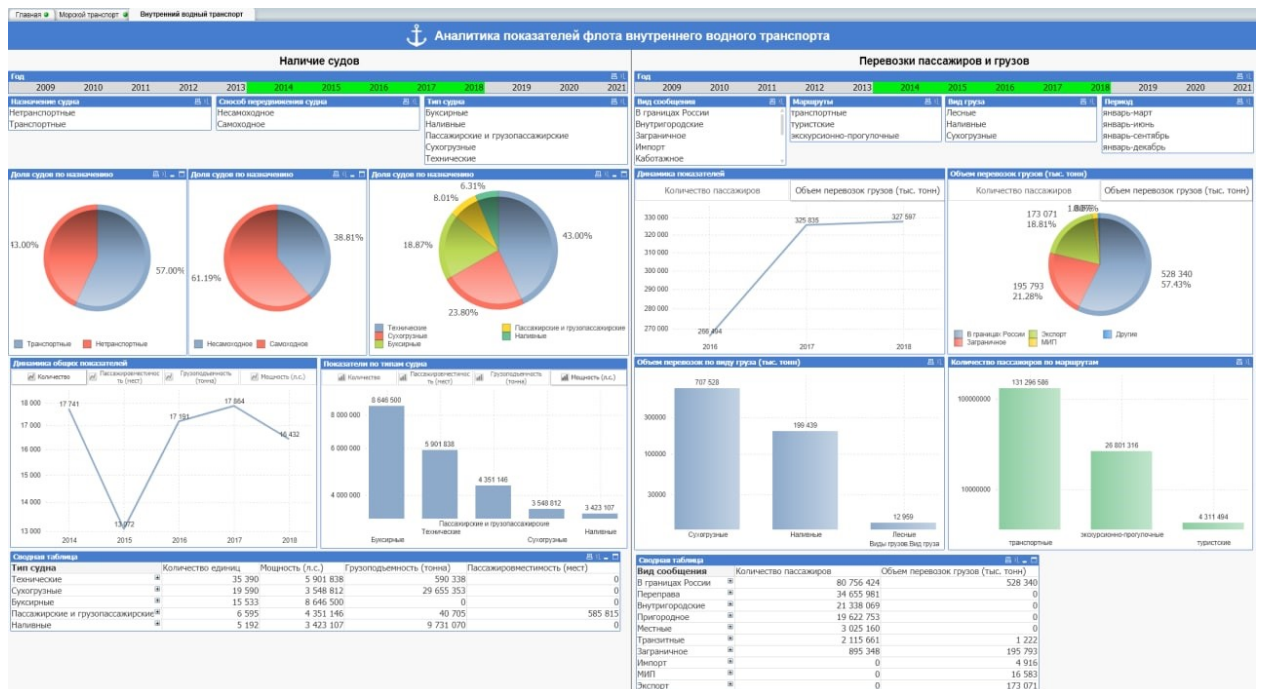 Главная Морской транспорт Внутренний водный транспорт
Аналитика показателей флота внутреннего водного транспорта
Наличие судов
Год
2009 2010 2011 2012 2013 2014 2015 2016 2017 2018 2019 2020 2021
Назначение судна
Нетранспортные
Транспортные
Способ передвижения судна
Несамоходное
Самоходное
Тип судна
Буксирные
Наливные
Пассажирские и грузопассажирские
Сухогрузные
Технические
Доля судов по назначению
43.00%
57.00%
Транспортные Нетранспортные
Доля судов по назначению
38.81%
61.19%
Несамоходное Самоходное
Доля судов по назначению
6.31%
8.01%
18.87%
43.00%
23.80%
Технические Пассажирские и грузопассажирские
Сухогрузные Наливные
Буксирные
Динамика общих показателей
Количество Пассажировместимос ть (мест) Грузоподъемность (тонна) Мощность (л.с.)
18 000
17 000
16 000
15 000
14 000
13 000
17 741
13 072
17 191
17 864
16 432
2014 2015 2016 2017 2018
Показатели по типам судна
Количество Пассажировместимос ть (мест) Грузоподъемность (тонна) Мощность (л.с.)
8 000 000
6 000 000
4 000 000
8 646 500
5 901 838
4 351 146
3 548 812
3 423 107
Пассажирские и грузопассажирские
Технические Наливные
Буксирные Сухогрузные
Сводная таблица
Тип судна Количество единиц Мощность (л.с.) Грузоподъемность (тонна) Пассажировместимость (мест)
Технические 35 390 5 901 838 590 338 0
Сухогрузные 19 590 3 548 812 29 655 353 0
Буксирные 15 533 8 646 500 0 0
Пассажирские и грузопассажирские 6 595 4 351 146 40 705 585 815
Наливные 5 192 3 423 107 9 731 070 0
Перевозки пассажиров и грузов
Год
2009 2010 2011 2012 2013 2014 2015 2016 2017 2018 2019 2020 2021
Вид сообщения
В границах России
Внутригородские
Заграничное
Импорт
Каботажное
Маршруты
транспортные
туристские
экскурсионно-прогулочные
Вид груза
Лесные
Наливные
Сухогрузные
Период
январь-март
январь-июнь
январь-сентябрь
январь-декабрь
Динамика показателей
Количество пассажиров Объем перевозок грузов (тыс. тонн)
330 000
320 000
310 000
300 000
290 000
280 000
270 000
266 494
325 835
327 597
2016 2017 2018
Объем перевозок грузов (тыс. тонн)
Количество пассажиров Объем перевозок грузов (тыс. тонн)
173 071
18.81%
195 793
21.28%
528 340
57.43%
В границах России Экспорт Другие
Заграничное МИП
Объем перевозок по виду груза (тыс. тонн)
300000
100000
30000
707 528
199 439
12 959
Сухогрузные Наливные Лесные
Виды грузов Вид груза
Количество пассажиров по маршрутам
100000000
10000000
131 296 586
26 801 316
4 311 494
транспортные экскурсионно-прогулочные туристские
Сводная таблица
Вид сообщения Количество пассажиров Объем перевозок грузов (тыс. тонн)
В границах России 80 756 424 528 340
Переправа 34 655 981 0
Внутригородские 21 338 069 0
Пригородное 19 622 753 0
Местные 3 025 160 0
Транзитные 2 115 661 1 222
Заграничное 895 348 195 793
Импорт 0 4 916
МИП 0 16 583
Экспорт 0 173 071